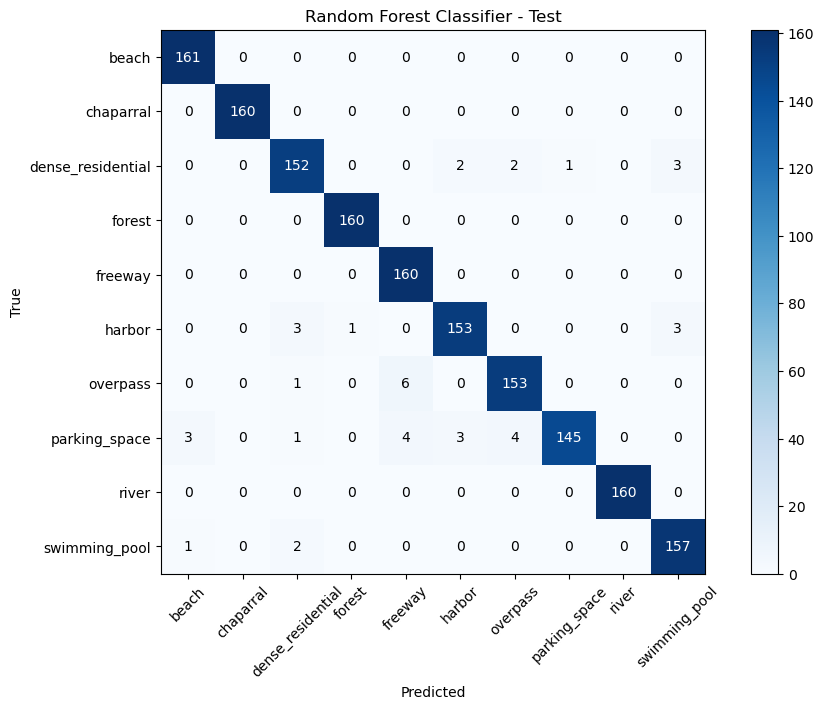 Random Forest Classifier - Test
beach 161 0 0 0 0 0 0 0 0 0
chaparral 0 160 0 0 0 0 0 0 0 0
dense_residential 0 0 152 0 0 2 2 1 0 3
forest 0 0 0 160 0 0 0 0 0 0
freeway 0 0 0 0 160 0 0 0 0 0
harbor 0 0 3 1 0 153 0 0 0 3
overpass 0 0 1 0 6 0 153 0 0 0
parking_space 3 0 1 0 4 3 4 145 0 0
river 0 0 0 0 0 0 0 0 160 0
swimming_pool 1 0 2 0 0 0 0 0 0 157
True
beach chaparral dense_residential forest freeway harbor overpass parking_space river swimming_pool
Predicted
160
140
120
100
80
60
40
20
0